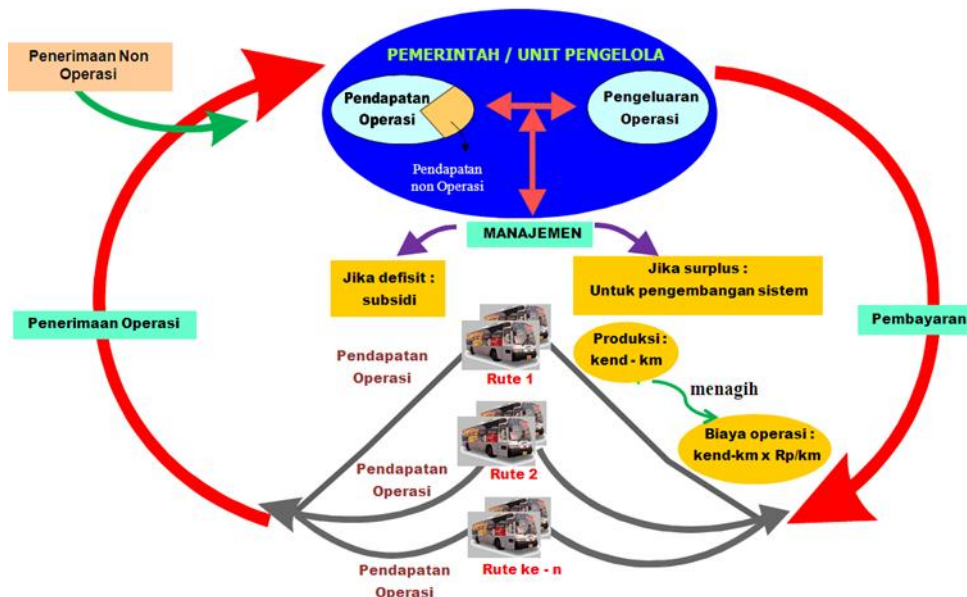 Penerimaan Non
Operasi
PEMERINTAH / UNIT PENGELOLA
Pendapatan
Operasi
Pengeluaran
Operasi
Pendapatan
non Operasi
MANAJEMEN
Jika defisit :
subsidi
Jika surplus :
Untuk pengembangan sistem
Penerimaan Operasi
Pembayaran
Pendapatan
Operasi
Rute 1
Produksi :
kend - km
menagih
Biaya operasi :
kend-km x Rp/km
Pendapatan
Operasi
Rute 2
Pendapatan
Operasi
Rute ke - n